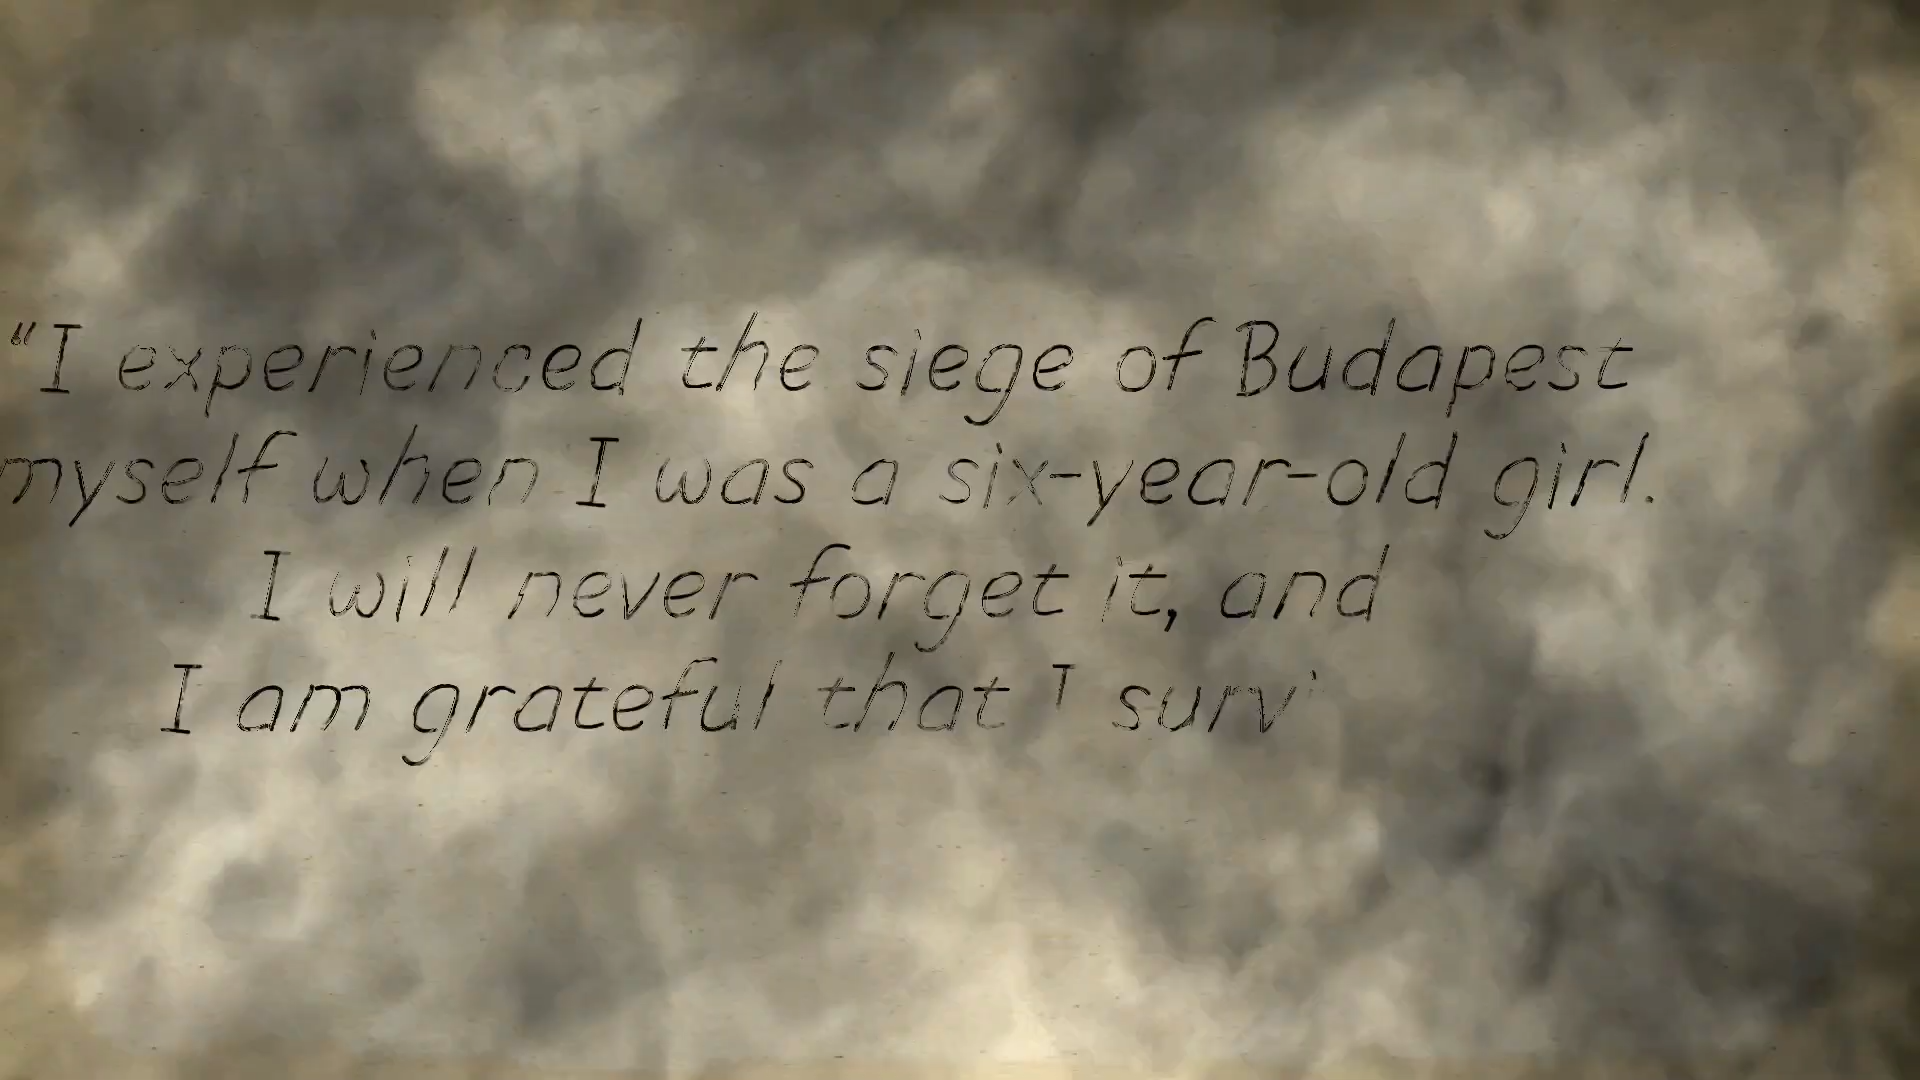 “I experienced the siege of Budapest
myself when I was a six-year-old girl.
I will never forget it, and
I am grateful that I surv